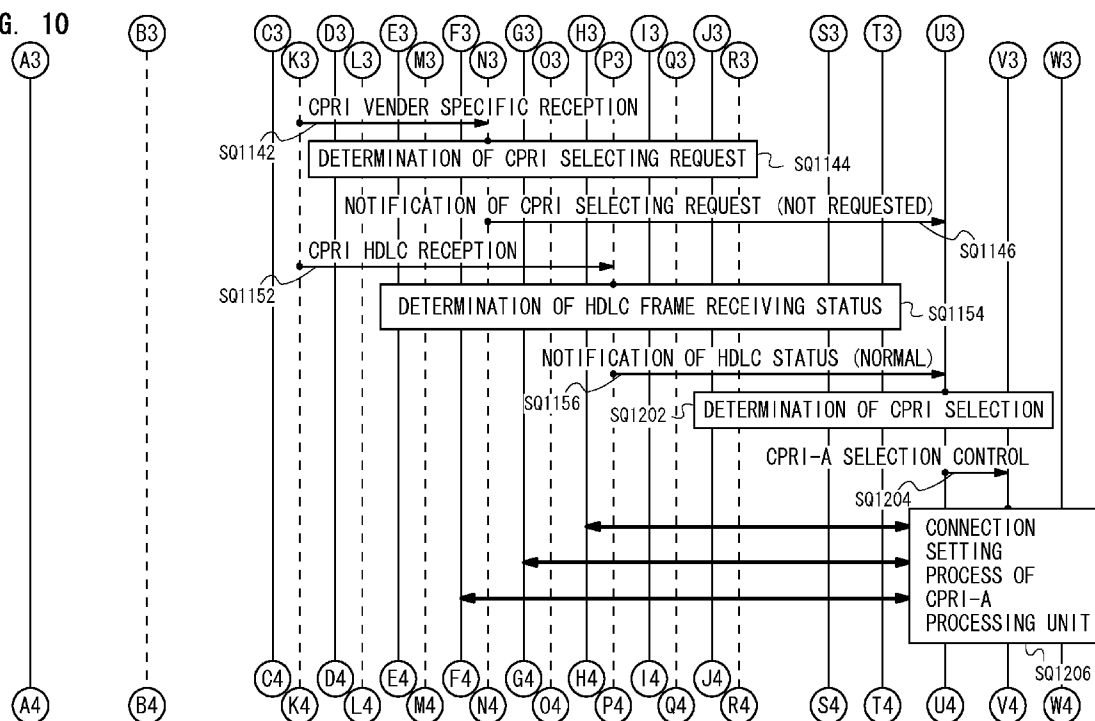 G. 10
A3 B3 C3 D3 E3 F3 G3 H3 I3 J3 S3 T3 U3 V3 W3
K3 L3 M3 N3 O3 P3 Q3 R3
CPRI VENDER SPECIFIC RECEPTION
SQ1142
DETERMINATION OF CPRI SELECTING REQUEST
SQ1144
NOTIFICATION OF CPRI SELECTING REQUEST (NOT REQUESTED)
SQ1146
CPRI HDLC RECEPTION
SQ1152
DETERMINATION OF HDLC FRAME RECEIVING STATUS
SQ1154
NOTIFICATION OF HDLC STATUS (NORMAL)
SQ1156
SQ1202
DETERMINATION OF CPRI SELECTION
CPRI-A SELECTION CONTROL
SQ1204
CONNECTION
SETTING
PROCESS OF
CPRI-A
PROCESSING UNIT
SQ1206
C4 D4 E4 F4 G4 H4 I4 J4
A4 B4 K4 L4 M4 N4 O4 P4 Q4 R4 S4 T4 U4 V4 W4